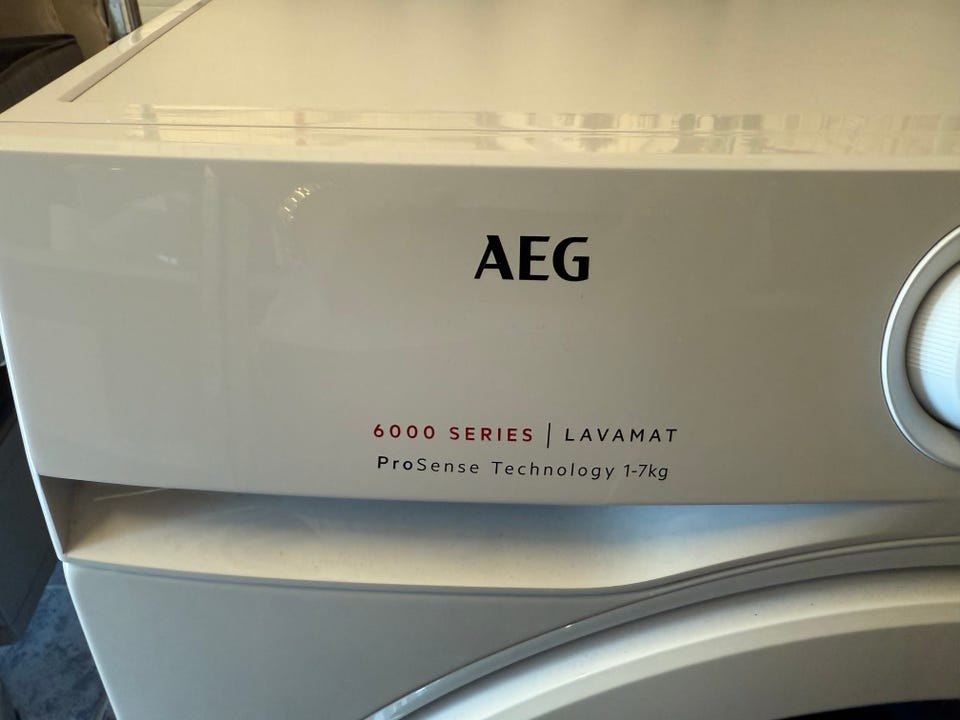 AEG
6000 SERIES | LAVAMAT
ProSense Technology 1-7kg